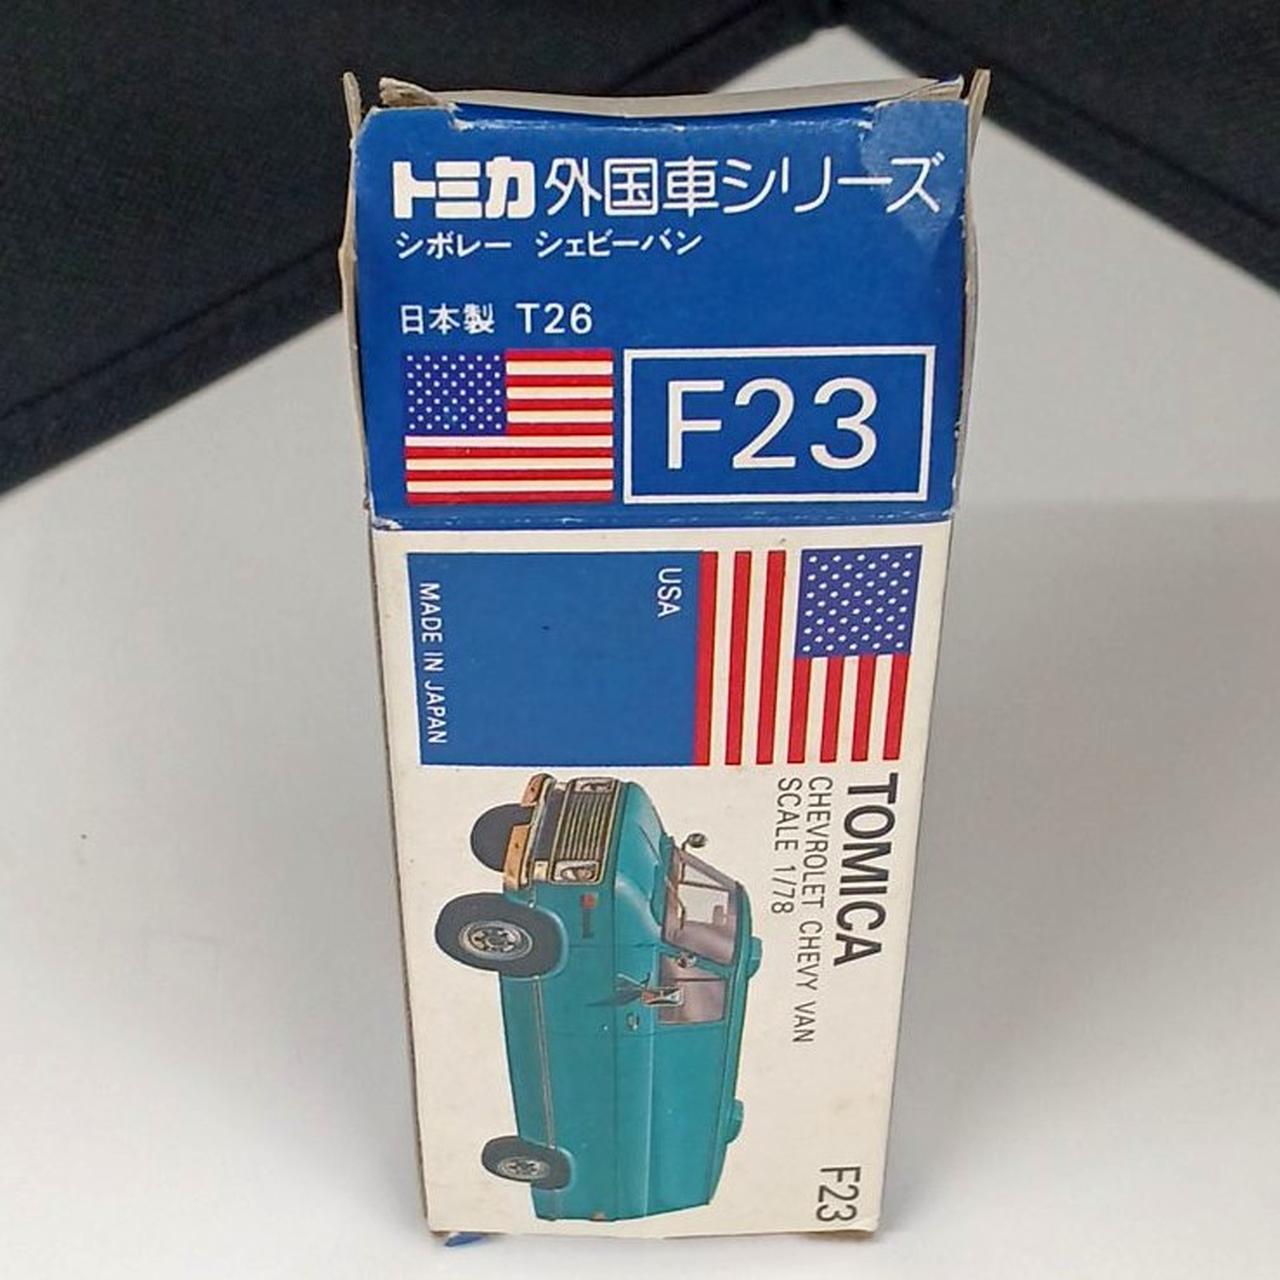 トミカ外国車シリーズ
シボレー シェビーバン
日本製 T26
F23
USA
MADE IN JAPAN
TOMICA
CHEVROLET CHEVY VAN
SCALE 1/78
F23